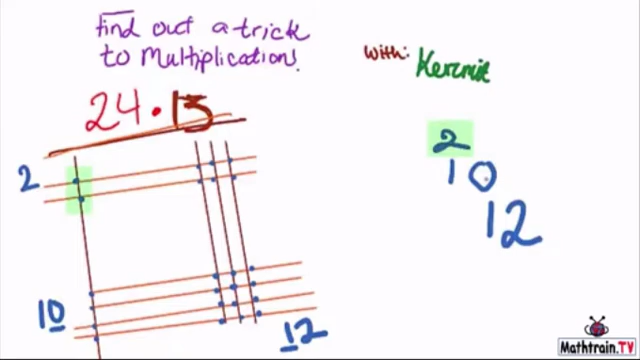 Find out a trick
to Multiplication!
With: Kermit
24 • 13
2
2
10
12
10
12
Mathtrain.TV